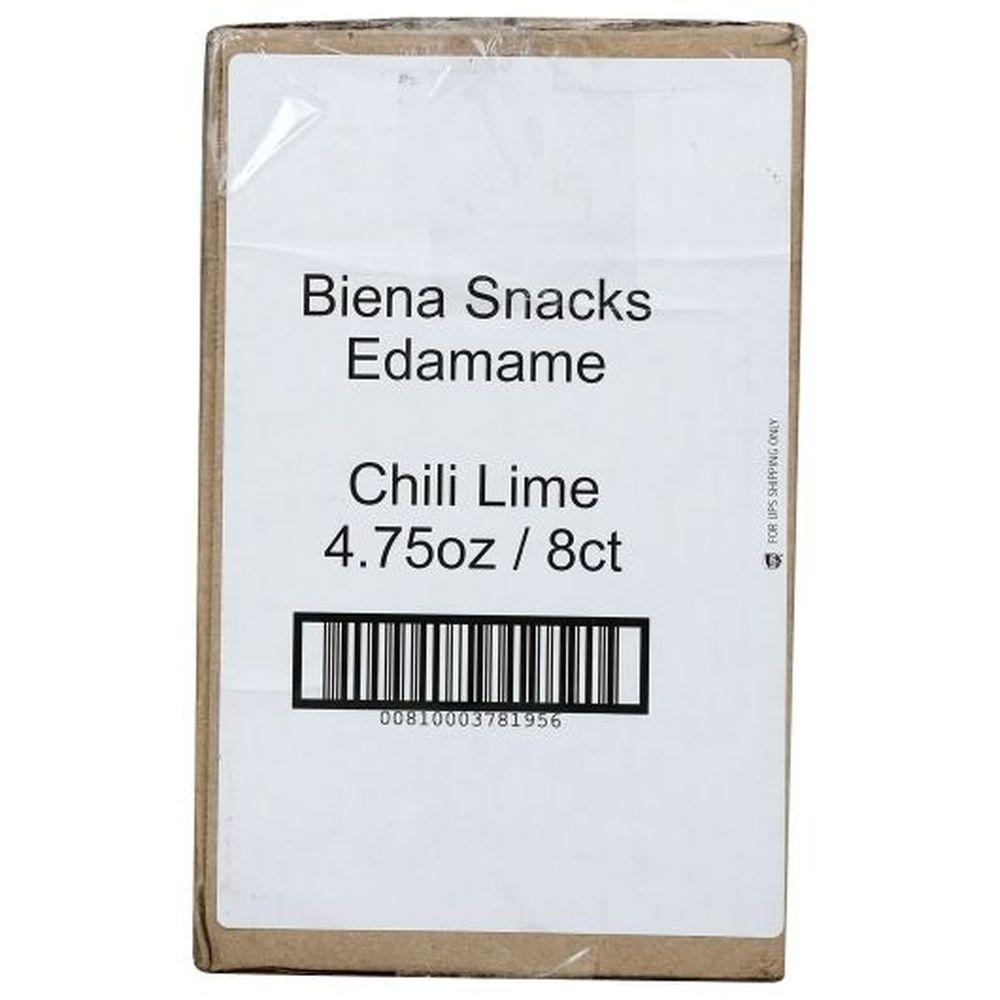 Biena Snacks
Edamame
Chili Lime
4.75oz / 8ct
00810003781956
FOR UPS SHIPPING ONLY